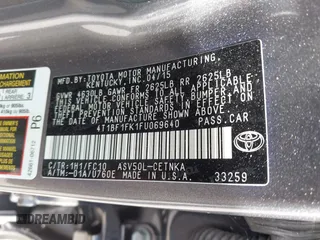 MFD BY:
TOYOTA MOTOR MANUFACTURING
KENTUCKY, INC. 04/15
GVWR 4630LB GAWR FR 2625LB RR 2625LB
THIS VEHICLE CONFORMS TO ALL APPLICABLE
FEDERAL MOTOR VEHICLE SAFETY, BUMPER, AND
THEFT PREVENTION STANDARDS IN EFFECT ON
THE DATE OF MANUFACTURE SHOWN ABOVE.
4T1BF1FK1FU069640 PASS. CAR
C/TR:1H1/FC10 ASV50L-CETNKA
A/TM:-01A/U760E MADE IN U.S.A.
33259
P6
DREAMBID